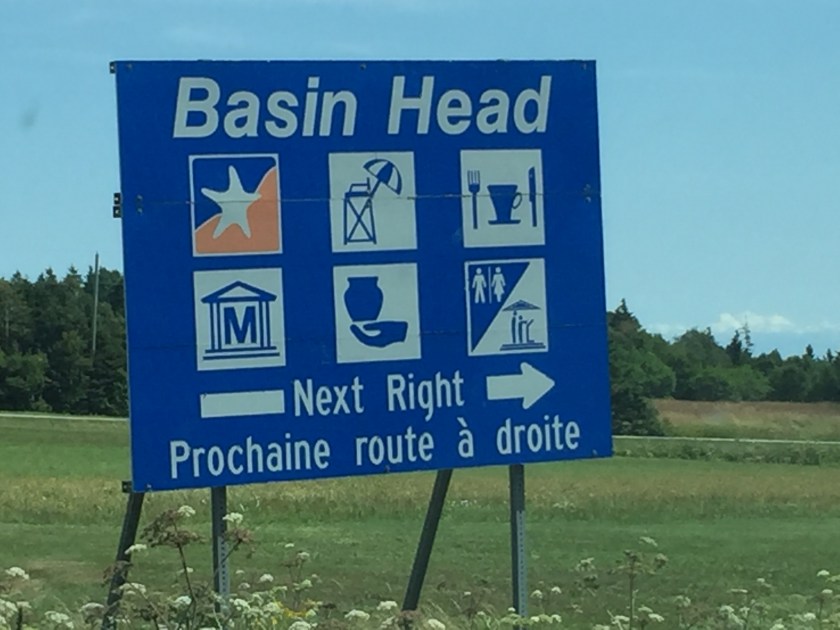 Basin Head
M
Next Right
Prochaine route à droite